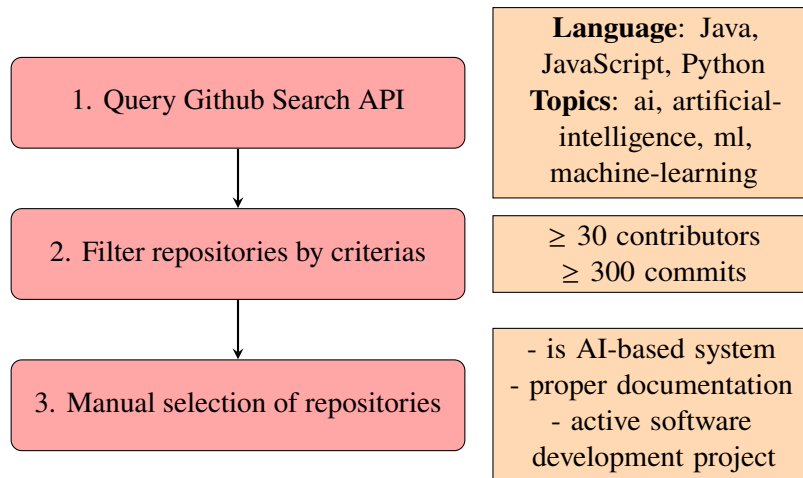 1. Query Github Search API
Language: Java,
JavaScript, Python
Topics: ai, artificial-
intelligence, ml,
machine-learning
2. Filter repositories by criterias
≥ 30 contributors
≥ 300 commits
3. Manual selection of repositories
- is AI-based system
- proper documentation
- active software
development project